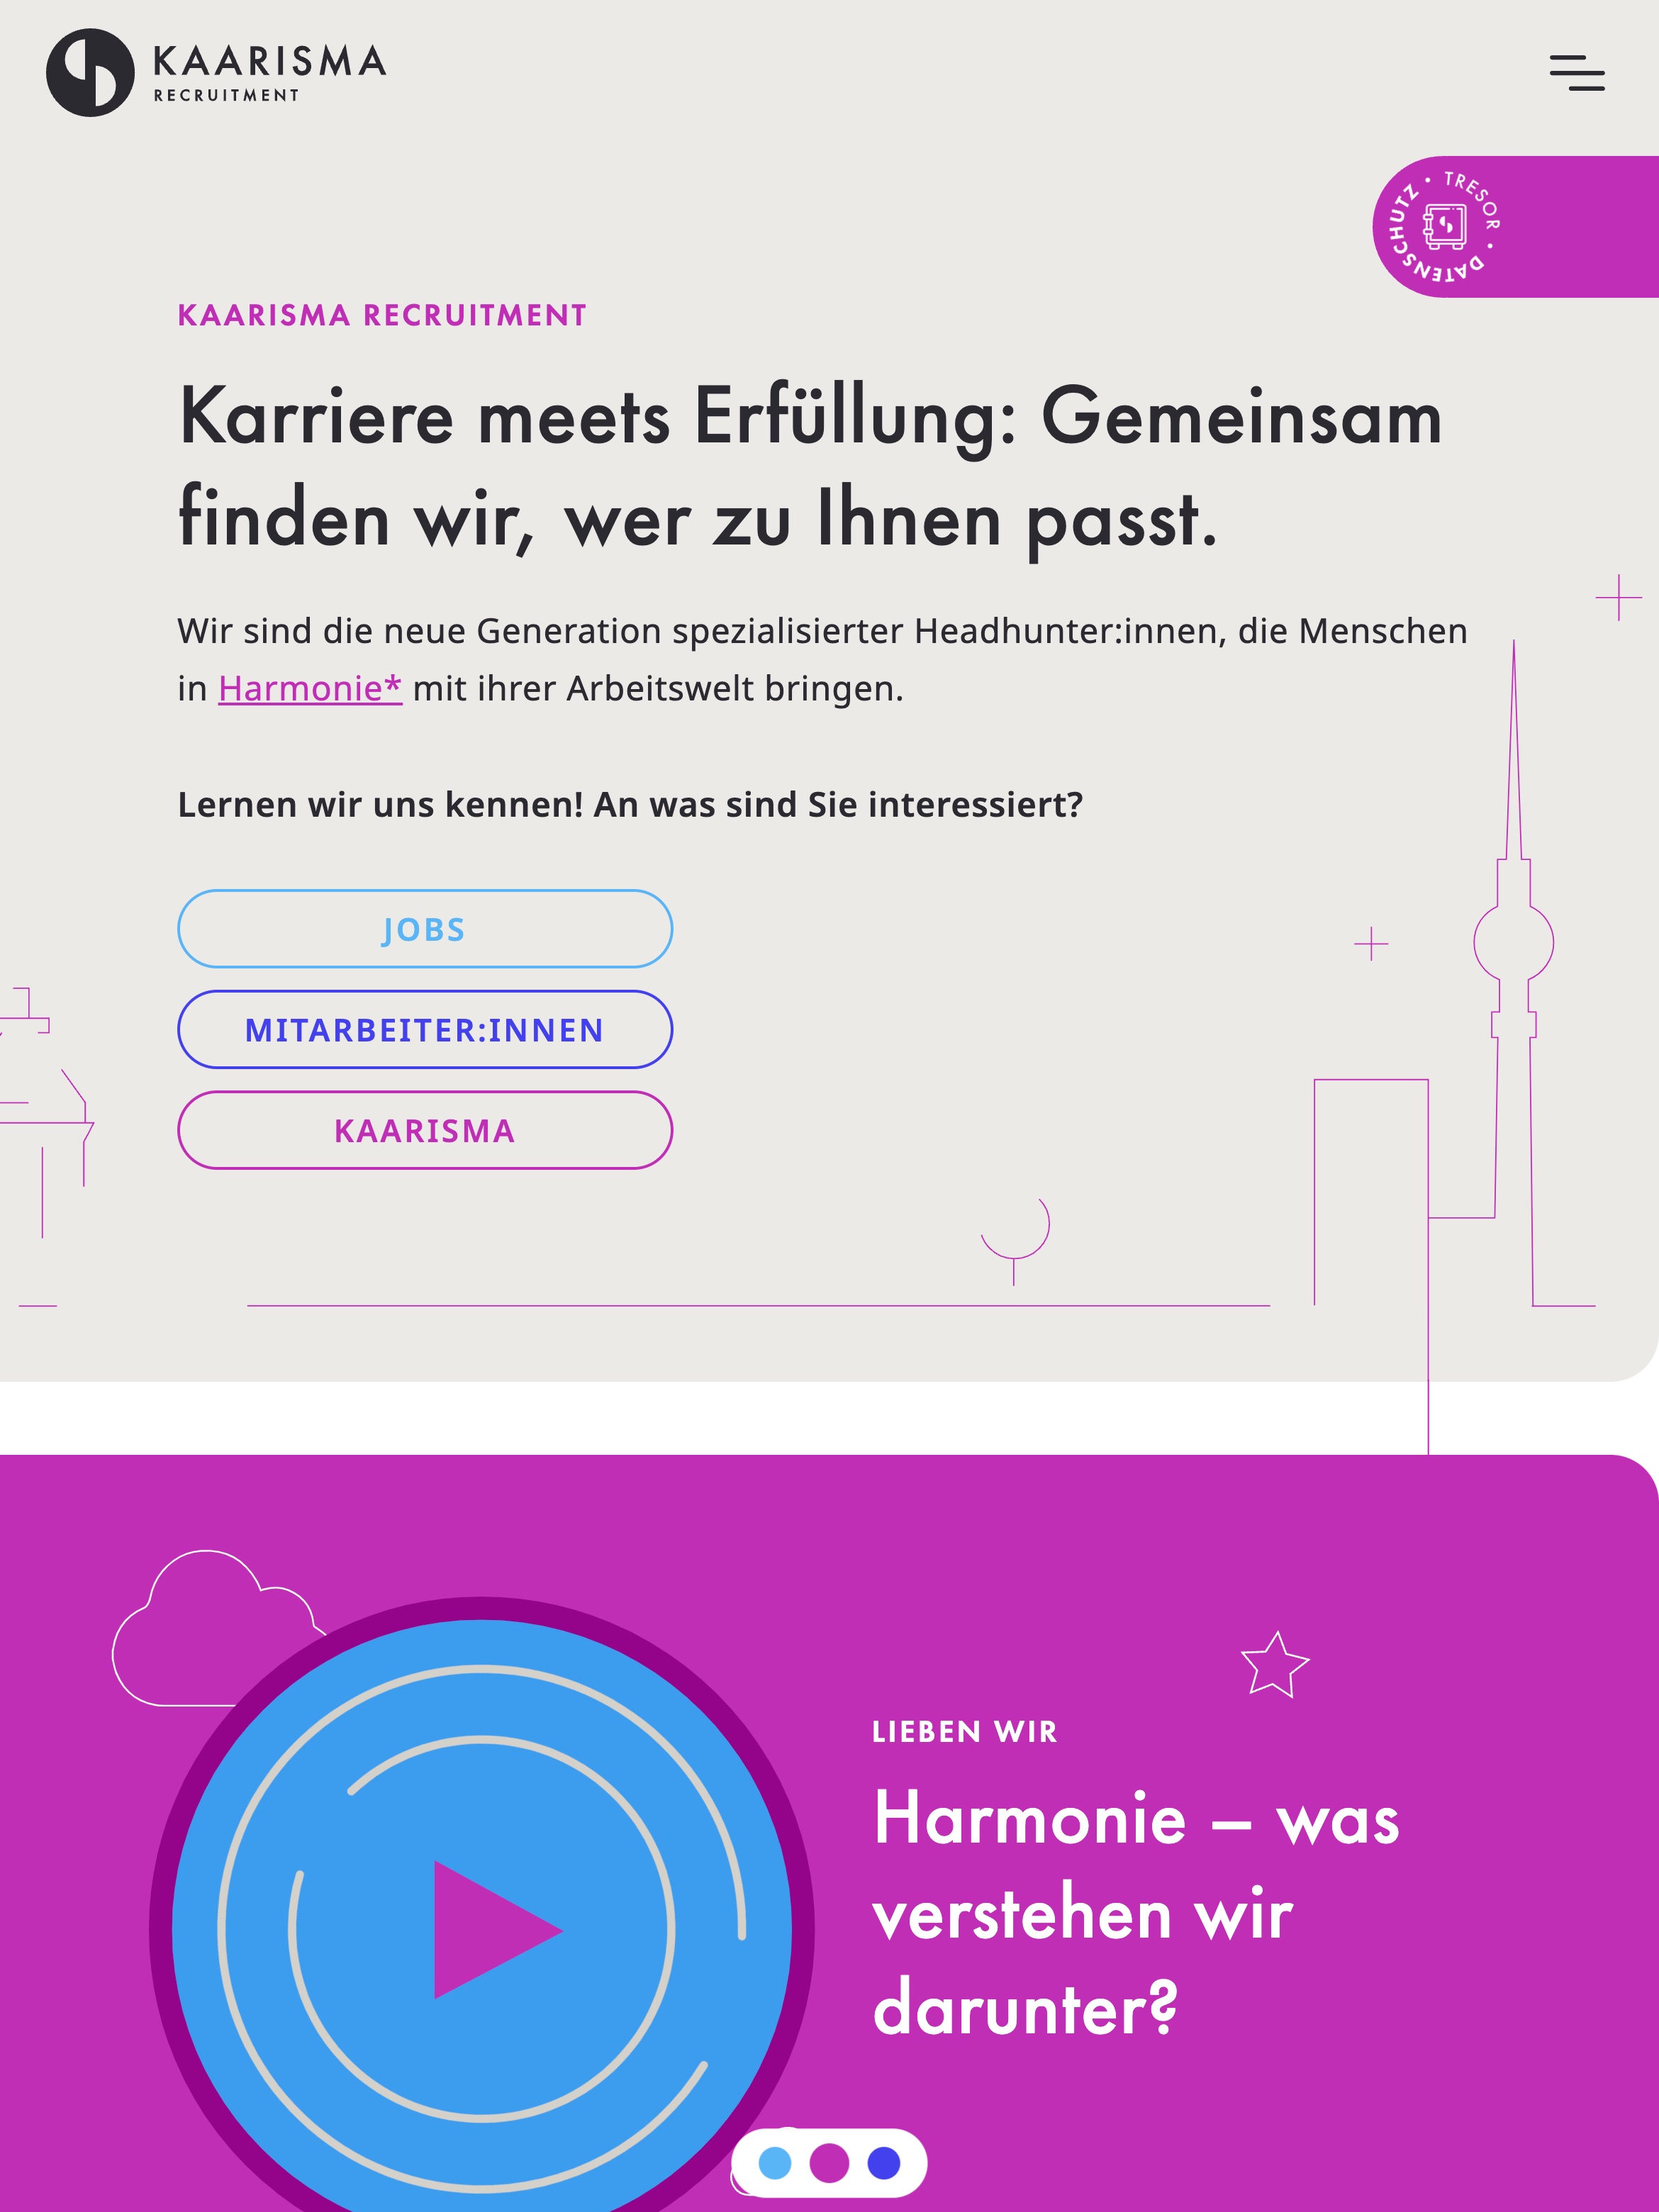 KAARISMA
RECRUITMENT
TRESOR • DATENSCHUTZ •
KAARISMA RECRUITMENT
Karriere meets Erfüllung: Gemeinsam
finden wir, wer zu Ihnen passt.
Wir sind die neue Generation spezialisierter Headhunter:innen, die Menschen
in Harmonie* mit ihrer Arbeitswelt bringen.
Lernen wir uns kennen! An was sind Sie interessiert?
JOBS
MITARBEITER:INNEN
KAARISMA
LIEBEN WIR
Harmonie – was
verstehen wir
darunter?